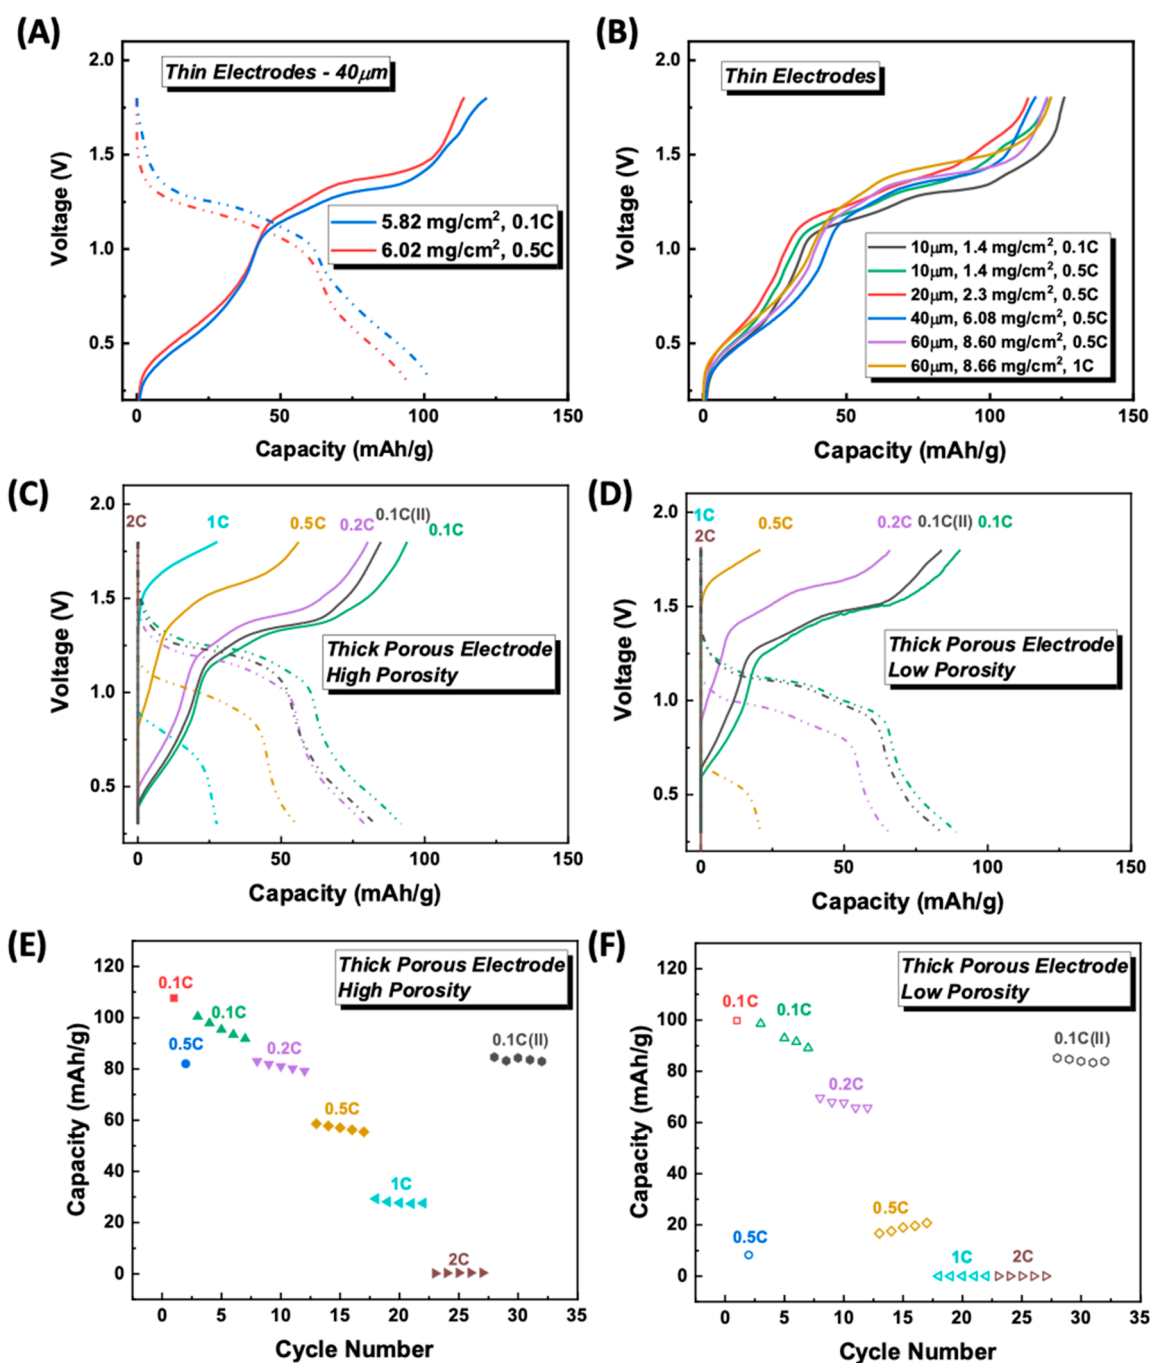 (A)
Thin Electrodes - 40μm
2.0
1.5
1.0
0.5
Voltage (V)
5.82 mg/cm², 0.1C
6.02 mg/cm², 0.5C
0
50
100
150
Capacity (mAh/g)
(B)
Thin Electrodes
2.0
1.5
1.0
0.5
Voltage (V)
10μm, 1.4 mg/cm², 0.1C
10μm, 1.4 mg/cm², 0.5C
20μm, 2.3 mg/cm², 0.5C
40μm, 6.08 mg/cm², 0.5C
60μm, 8.60 mg/cm², 0.5C
60μm, 8.66 mg/cm², 1C
0
50
100
150
Capacity (mAh/g)
(C)
2.0
1.5
1.0
0.5
Voltage (V)
2C
1C
0.5C
0.2C
0.1C(II)
0.1C
Thick Porous Electrode
High Porosity
0
50
100
150
Capacity (mAh/g)
(D)
2.0
1.5
1.0
0.5
Voltage (V)
1C
2C
0.5C
0.2C
0.1C(II)
0.1C
Thick Porous Electrode
Low Porosity
0
50
100
150
Capacity (mAh/g)
(E)
Thick Porous Electrode
High Porosity
120
100
80
60
40
20
0
Capacity (mAh/g)
0.1C
0.5C
0.1C
0.2C
0.5C
1C
2C
0.1C(II)
0
5
10
15
20
25
30
35
Cycle Number
(F)
Thick Porous Electrode
Low Porosity
120
100
80
60
40
20
0
Capacity (mAh/g)
0.1C
0.5C
0.1C
0.2C
0.5C
1C
2C
0.1C(II)
0
5
10
15
20
25
30
35
Cycle Number